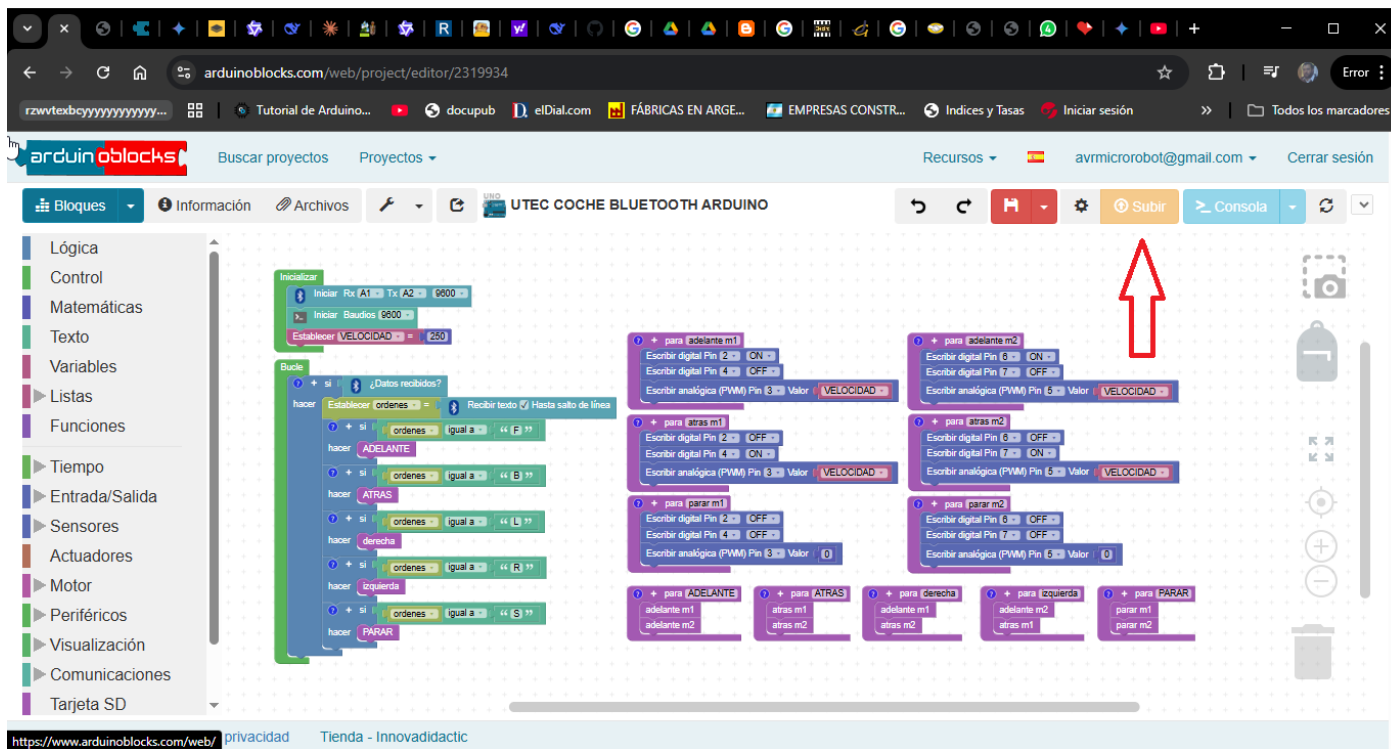 Error
arduinoblocks.com/web/project/editor/2319934
rzwvtexbcyyyyyyyyyyy...
Tutorial de Arduino...
docupub
elDial.com
FÁBRICAS EN ARGE...
EMPRESAS CONSTR...
Indices y Tasas
Iniciar sesión
Todos los marcadores
arduinoblocks
Buscar proyectos
Proyectos
Recursos
avrmicrorobot@gmail.com
Cerrar sesión
Bloques
Información
Archivos
UNO
UTEC COCHE BLUETOOTH ARDUINO
Subir
Consola
Lógica
Control
Matemáticas
Texto
Variables
Listas
Funciones
Tiempo
Entrada/Salida
Sensores
Actuadores
Motor
Periféricos
Visualización
Comunicaciones
Tarjeta SD
Inicializar
Iniciar Rx A1 Tx A2 9600
Iniciar Baudios 9600
Establecer VELOCIDAD = 250
Bucle
si ¿Datos recibidos?
hacer Establecer ordenes = Recibir texto Hasta salto de línea
si ordenes igual a “ F ”
hacer ADELANTE
si ordenes igual a “ B ”
hacer ATRAS
si ordenes igual a “ L ”
hacer derecha
si ordenes igual a “ R ”
hacer izquierda
si ordenes igual a “ S ”
hacer PARAR
para adelante m1
Escribir digital Pin 2 ON
Escribir digital Pin 4 OFF
Escribir analógica (PWM) Pin 3 Valor VELOCIDAD
para adelante m2
Escribir digital Pin 6 ON
Escribir digital Pin 7 OFF
Escribir analógica (PWM) Pin 5 Valor VELOCIDAD
para atras m1
Escribir digital Pin 2 OFF
Escribir digital Pin 4 ON
Escribir analógica (PWM) Pin 3 Valor VELOCIDAD
para atras m2
Escribir digital Pin 6 OFF
Escribir digital Pin 7 ON
Escribir analógica (PWM) Pin 5 Valor VELOCIDAD
para parar m1
Escribir digital Pin 2 OFF
Escribir digital Pin 4 OFF
Escribir analógica (PWM) Pin 3 Valor 0
para parar m2
Escribir digital Pin 6 OFF
Escribir digital Pin 7 OFF
Escribir analógica (PWM) Pin 5 Valor 0
para ADELANTE
adelante m1
adelante m2
para ATRAS
atras m1
atras m2
para derecha
adelante m1
atras m2
para izquierda
adelante m2
atras m1
para PARAR
parar m1
parar m2
https://www.arduinoblocks.com/web/
privacidad
Tienda - Innovadidactic